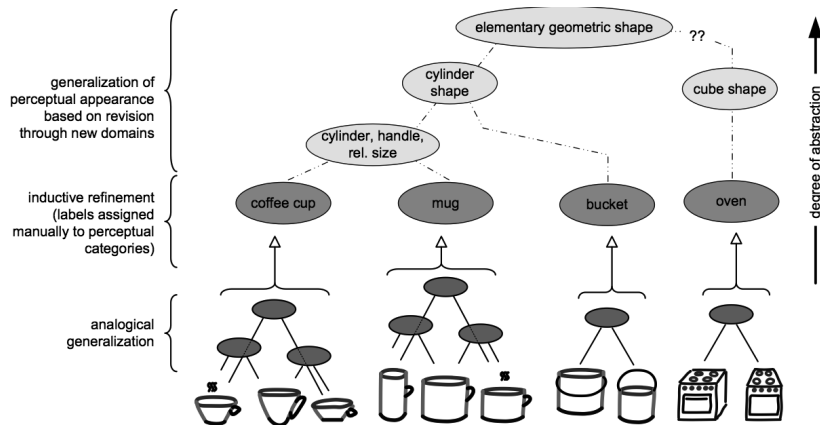 elementary geometric shape
??
cylinder
shape
cube shape
generalization of
perceptual appearance
based on revision
through new domains
cylinder, handle,
rel. size
degree of abstraction
inductive refinement
(labels assigned
manually to perceptual
categories)
coffee cup
mug
bucket
oven
analogical
generalization